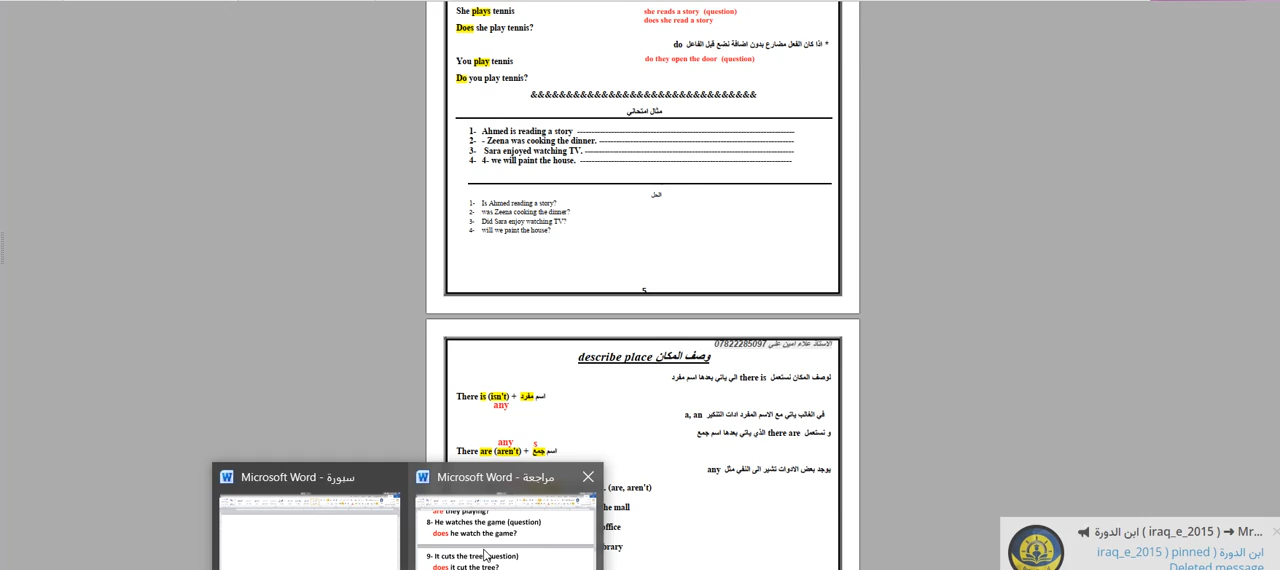 She plays tennis
she reads a story (question)
does she read a story
Does she play tennis?
* اذا كان الفعل مضارع بدون اضافة نضع قبل الفاعل do
You play tennis
do they open the door (question)
Do you play tennis?
&&&&&&&&&&&&&&&&&&&&&&&&&&&&&&&&
مثال امتحاني
1- Ahmed is reading a story ----------------------------------------
2- - Zeena was cooking the dinner. ----------------------------------------
3- Sara enjoyed watching TV. ----------------------------------------
4- 4- we will paint the house. ----------------------------------------
الحل
1- Is Ahmed reading a story?
2- was Zeena cooking the dinner?
3- Did Sara enjoy watching TV?
4- will we paint the house?
5
الاستاذ علاء امين علي 07822285097
describe place وصف المكان
لوصف المكان نستعمل there is الي ياتي بعدها اسم مفرد
There is (isn't) + اسم مفرد
any
في الغالب ياتي مع الاسم المفرد ادات التنكير a, an
و نستعمل there are الذي ياتي بعدها اسم جمع
any s
There are (aren't) + اسم جمع
يوجد بعض الادوات تشير الى النفي مثل any
. (are, aren't)
he mall
office
brary
Microsoft Word - سبورة
Microsoft Word - مراجعة
are they playing?
8- He watches the game (question)
does he watch the game?
9- It cuts the tree(question)
does it cut the tree?
ابن الدورة ( iraq_e_2015 ) → Mr...
ابن الدورة ( iraq_e_2015 ) pinned
Deleted message